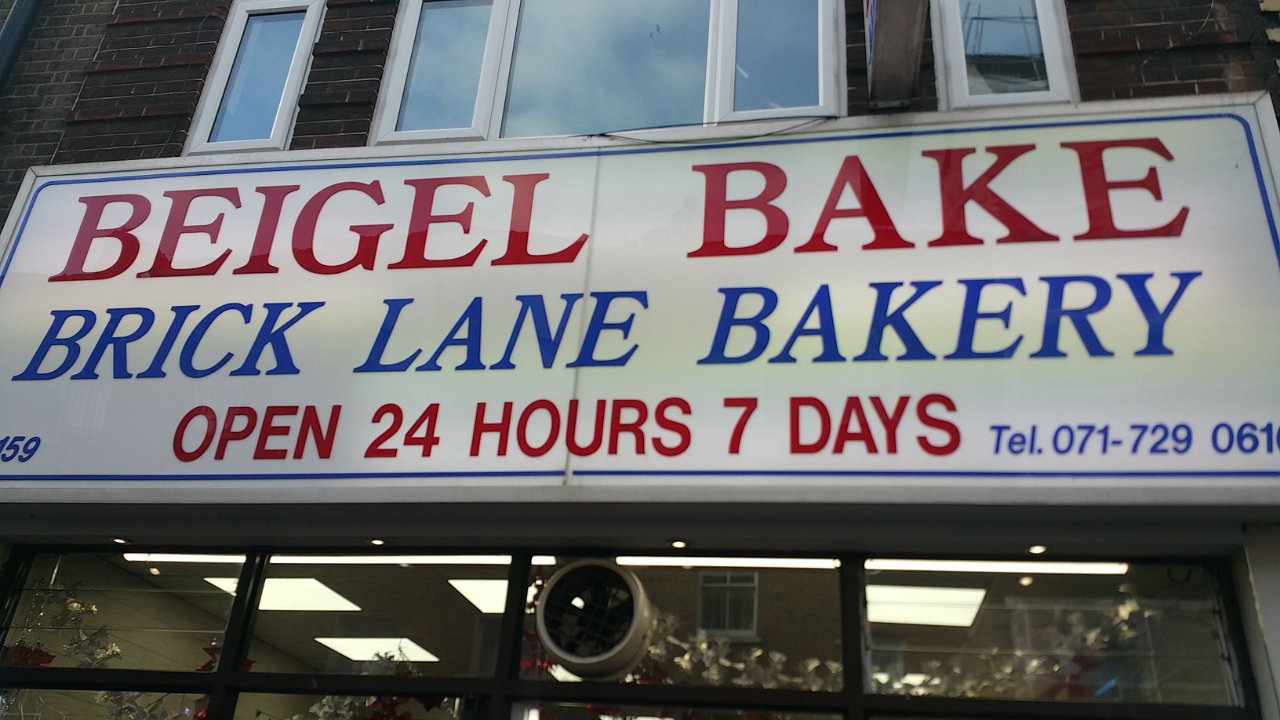 BEIGEL BAKE
BRICK LANE BAKERY
159
OPEN 24 HOURS 7 DAYS
Tel. 071-729